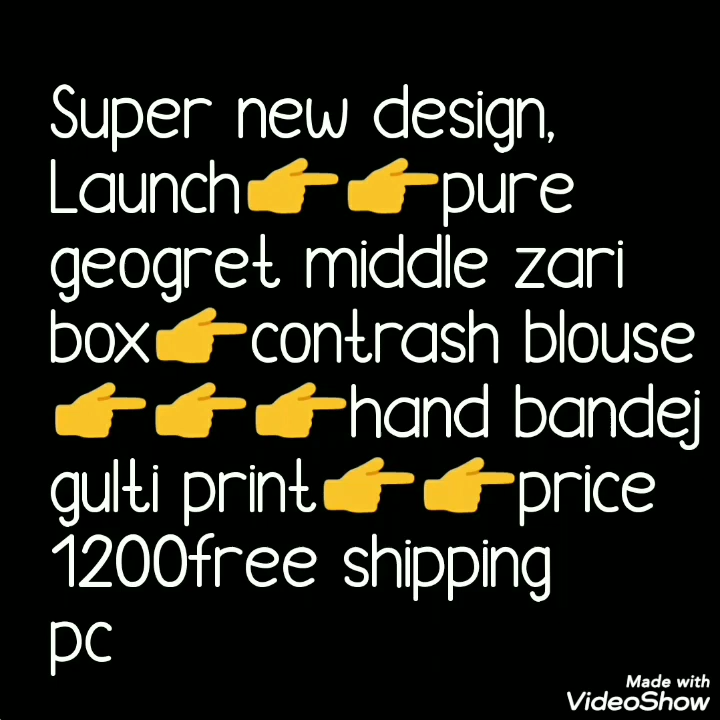 Super new design,
Launch👉👉pure
geogret middle zari
box👉contrash blouse
👉👉👉hand bandej
gulti print👉👉price
1200free shipping
pc
Made with
VideoShow